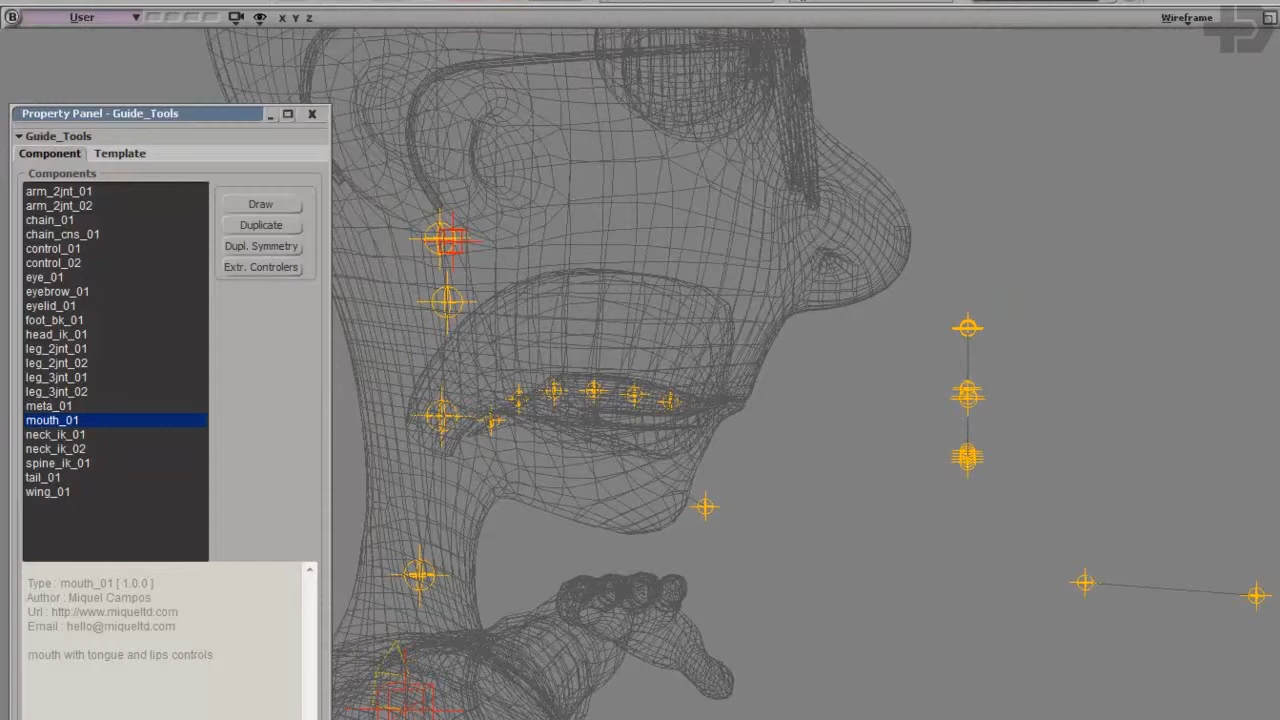 B User X Y Z Wireframe
Property Panel - Guide_Tools
Guide_Tools
Component Template
Components
arm_2jnt_01
arm_2jnt_02
chain_01
chain_cns_01
control_01
control_02
eye_01
eyebrow_01
eyelid_01
foot_bk_01
head_ik_01
leg_2jnt_01
leg_2jnt_02
leg_3jnt_01
leg_3jnt_02
meta_01
mouth_01
neck_ik_01
neck_ik_02
spine_ik_01
tail_01
wing_01
Draw
Duplicate
Dupl. Symmetry
Extr. Controlers
Type : mouth_01 [ 1.0.0 ]
Author : Miquel Campos
Url : http://www.miqueltd.com
Email : hello@miqueltd.com
mouth with tongue and lips controls